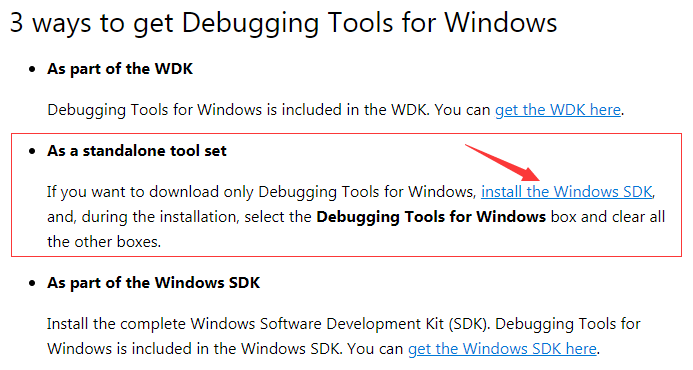 3 ways to get Debugging Tools for Windows
• As part of the WDK
Debugging Tools for Windows is included in the WDK. You can get the WDK here.
• As a standalone tool set
If you want to download only Debugging Tools for Windows, install the Windows SDK,
and, during the installation, select the Debugging Tools for Windows box and clear all
the other boxes.
• As part of the Windows SDK
Install the complete Windows Software Development Kit (SDK). Debugging Tools for
Windows is included in the Windows SDK. You can get the Windows SDK here.